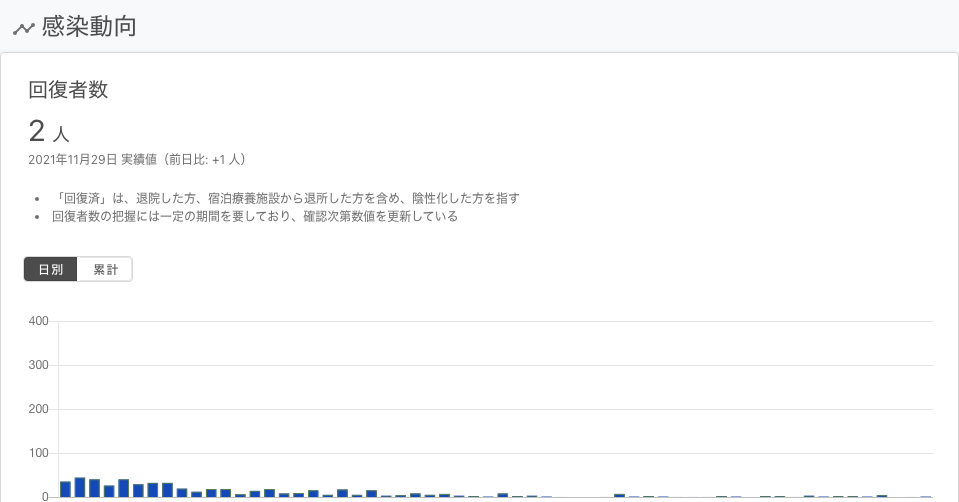 感染動向
回復者数
2 人
2021年11月29日 実績値（前日比: +1 人）
「回復済」は、退院した方、宿泊療養施設から退所した方を含め、陰性化した方を指す
回復者数の把握には一定の期間を要しており、確認次第数値を更新している
日別 累計
400
300
200
100
0